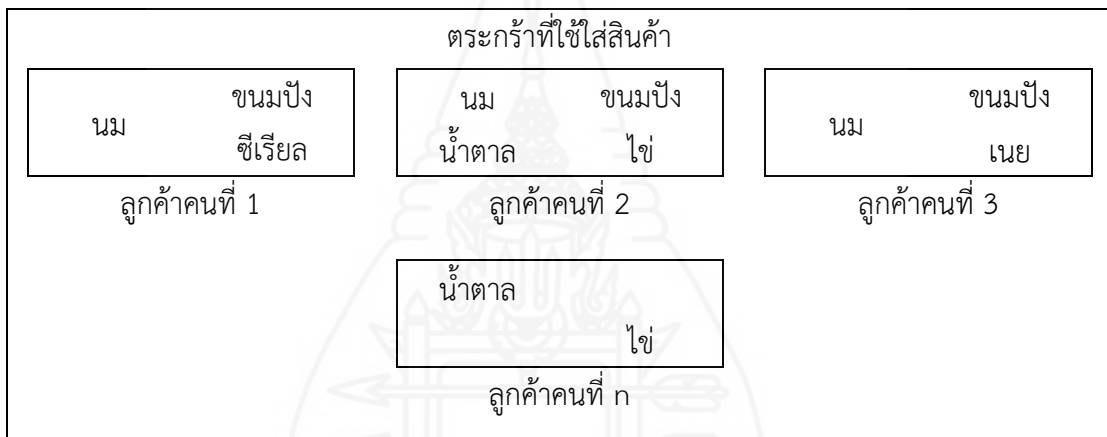 ตระกร้าที่ใช้ใส่สินค้า
นม ขนมปัง
ซีเรียล
ลูกค้าคนที่ 1
นม ขนมปัง
น้ำตาล ไข่
ลูกค้าคนที่ 2
นม ขนมปัง
เนย
ลูกค้าคนที่ 3
น้ำตาล
ไข่
ลูกค้าคนที่ n